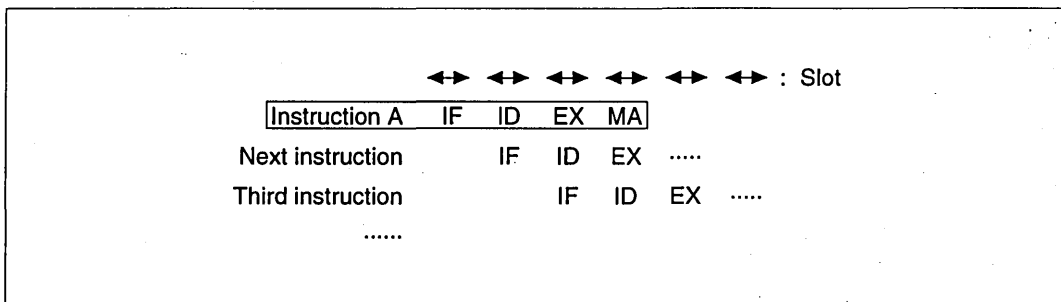 : Slot
Instruction A IF ID EX MA
Next instruction IF ID EX .....
Third instruction IF ID EX .....
......